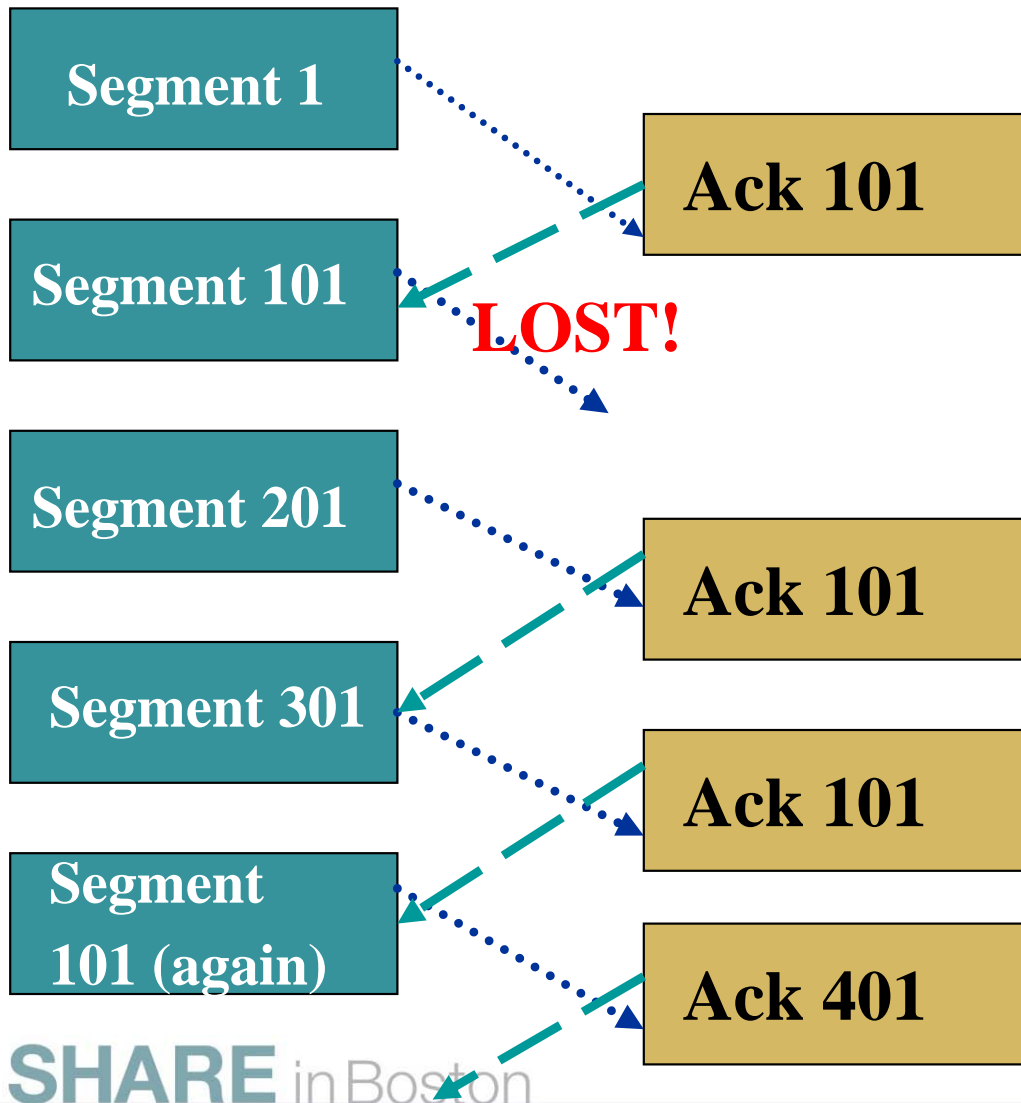 Segment 1
Ack 101
Segment 101
LOST!
Segment 201
Ack 101
Segment 301
Ack 101
Segment
101 (again)
Ack 401
SHARE in Boston